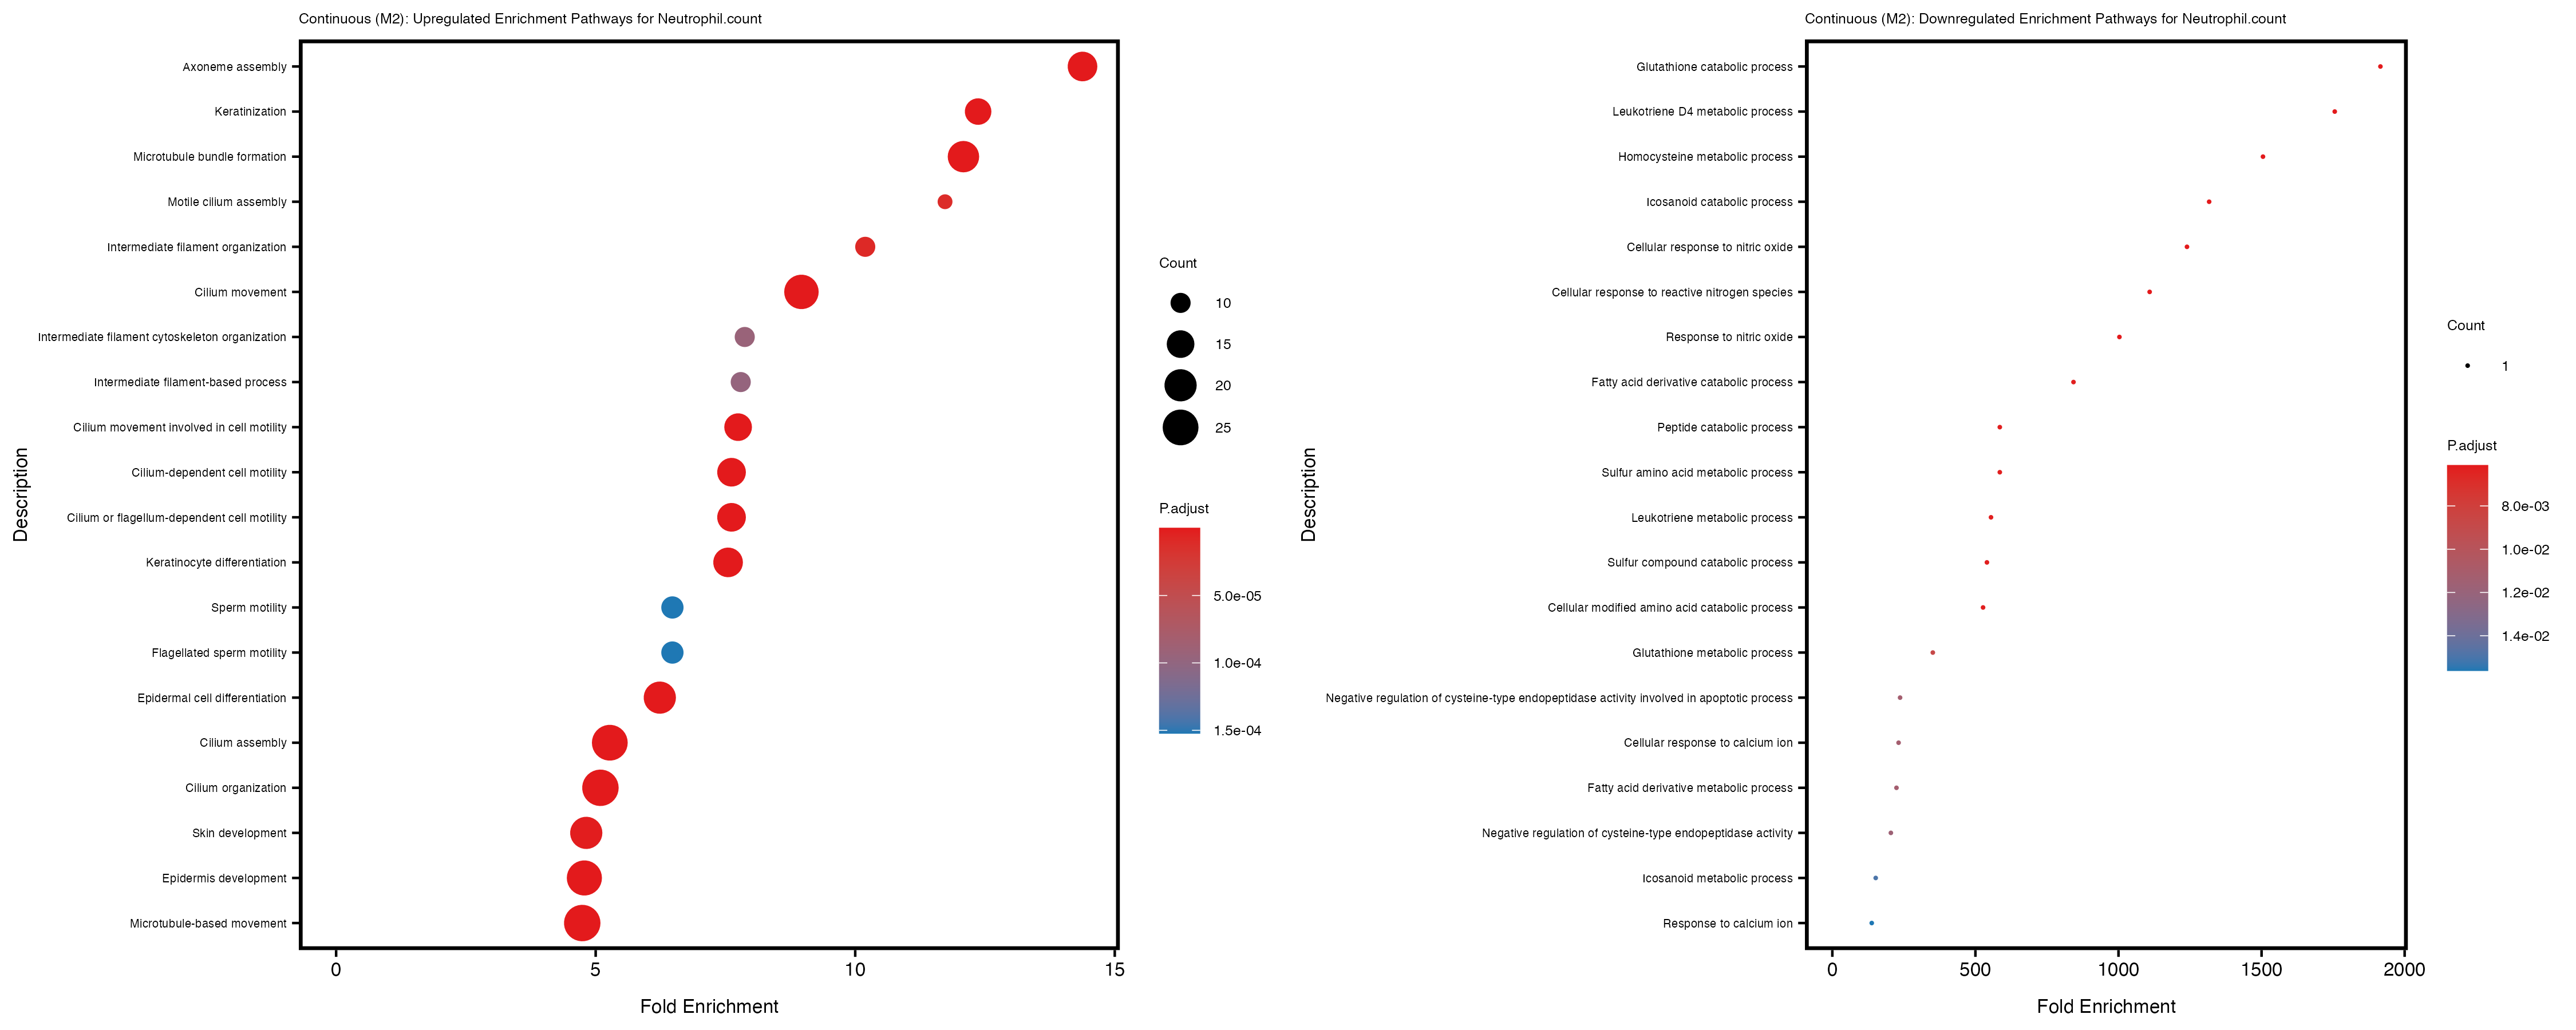 Continuous (M2): Upregulated Enrichment Pathways for Neutrophil.count
Description
Axoneme assembly
Keratinization
Microtubule bundle formation
Motile cilium assembly
Intermediate filament organization
Cilium movement
Intermediate filament cytoskeleton organization
Intermediate filament-based process
Cilium movement involved in cell motility
Cilium-dependent cell motility
Cilium or flagellum-dependent cell motility
Keratinocyte differentiation
Sperm motility
Flagellated sperm motility
Epidermal cell differentiation
Cilium assembly
Cilium organization
Skin development
Epidermis development
Microtubule-based movement
0 5 10 15
Fold Enrichment
Count
10
15
20
25
P.adjust
5.0e-05
1.0e-04
1.5e-04
Continuous (M2): Downregulated Enrichment Pathways for Neutrophil.count
Description
Glutathione catabolic process
Leukotriene D4 metabolic process
Homocysteine metabolic process
Icosanoid catabolic process
Cellular response to nitric oxide
Cellular response to reactive nitrogen species
Response to nitric oxide
Fatty acid derivative catabolic process
Peptide catabolic process
Sulfur amino acid metabolic process
Leukotriene metabolic process
Sulfur compound catabolic process
Cellular modified amino acid catabolic process
Glutathione metabolic process
Negative regulation of cysteine-type endopeptidase activity involved in apoptotic process
Cellular response to calcium ion
Fatty acid derivative metabolic process
Negative regulation of cysteine-type endopeptidase activity
Icosanoid metabolic process
Response to calcium ion
0 500 1000 1500 2000
Fold Enrichment
Count
1
P.adjust
8.0e-03
1.0e-02
1.2e-02
1.4e-02